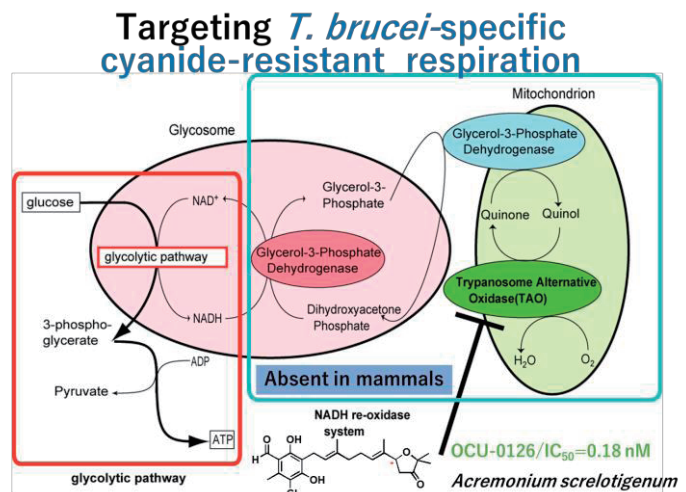 Targeting T. brucei-specific
cyanide-resistant respiration
Mitochondrion
Glycosome
Glycerol-3-Phosphate
Dehydrogenase
glucose
NAD⁺
Glycerol-3-
Phosphate
Quinone
Quinol
glycolytic pathway
Glycerol-3-Phosphate
Dehydrogenase
Trypanosome Alternative
Oxidase(TAO)
NADH
Dihydroxyacetone
Phosphate
3-phospho-
glycerate
ADP
H₂O
O₂
Pyruvate
Absent in mammals
NADH re-oxidase
system
ATP
OH
O
O
HO
OH
O
OCU-0126/IC₅₀=0.18 nM
glycolytic pathway
Acremonium screlotigenum